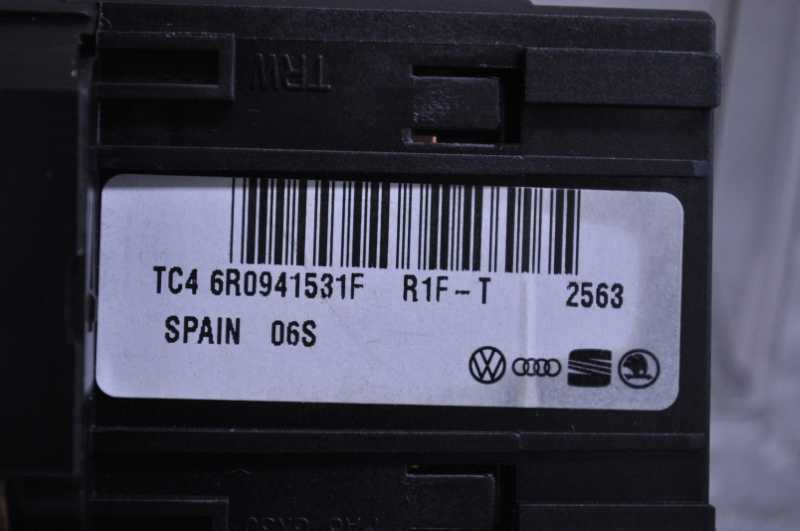 TRW
TC4 6R0941531F R1F-T 2563
SPAIN 06S